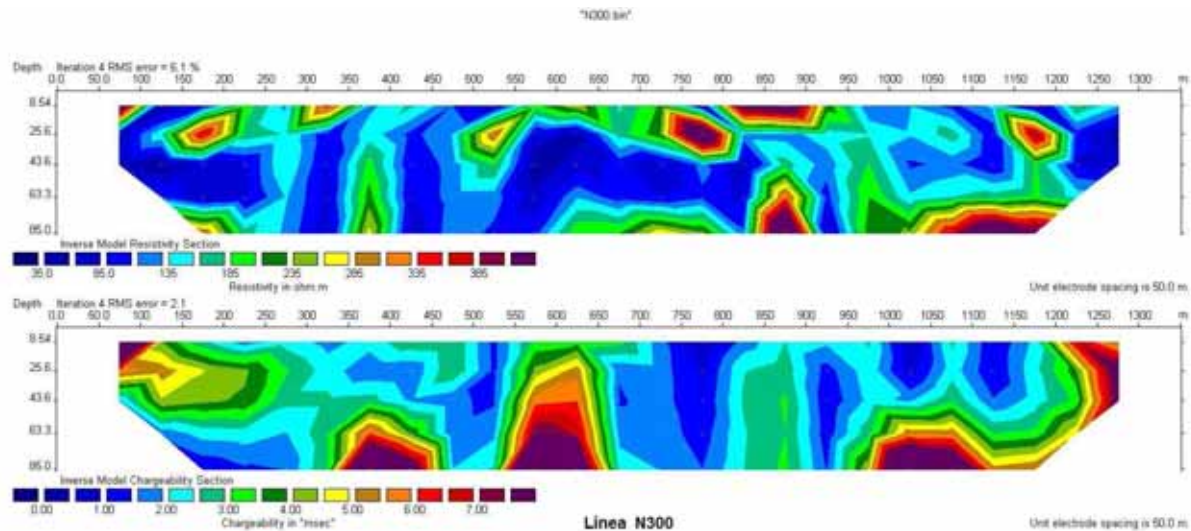 "N300.bin"
Depth Iteration 4 RMS error = 6.1 %
0.0 50.0 100 150 200 250 300 350 400 450 500 550 600 650 700 750 800 850 900 950 1000 1050 1100 1150 1200 1250 1300 m
8.54
25.6
43.6
63.3
85.0
Inverse Model Resistivity Section
35.0 85.0 135 185 235 285 335 385
Resistivity in ohm.m
Unit electrode spacing is 50.0 m.
Depth Iteration 4 RMS error = 2.1
0.0 50.0 100 150 200 250 300 350 400 450 500 550 600 650 700 750 800 850 900 950 1000 1050 1100 1150 1200 1250 1300 m
8.54
25.6
43.6
63.3
85.0
Inverse Model Chargeability Section
0.00 1.00 2.00 3.00 4.00 5.00 6.00 7.00
Chargeability in "msec"
Linea N300
Unit electrode spacing is 50.0 m.